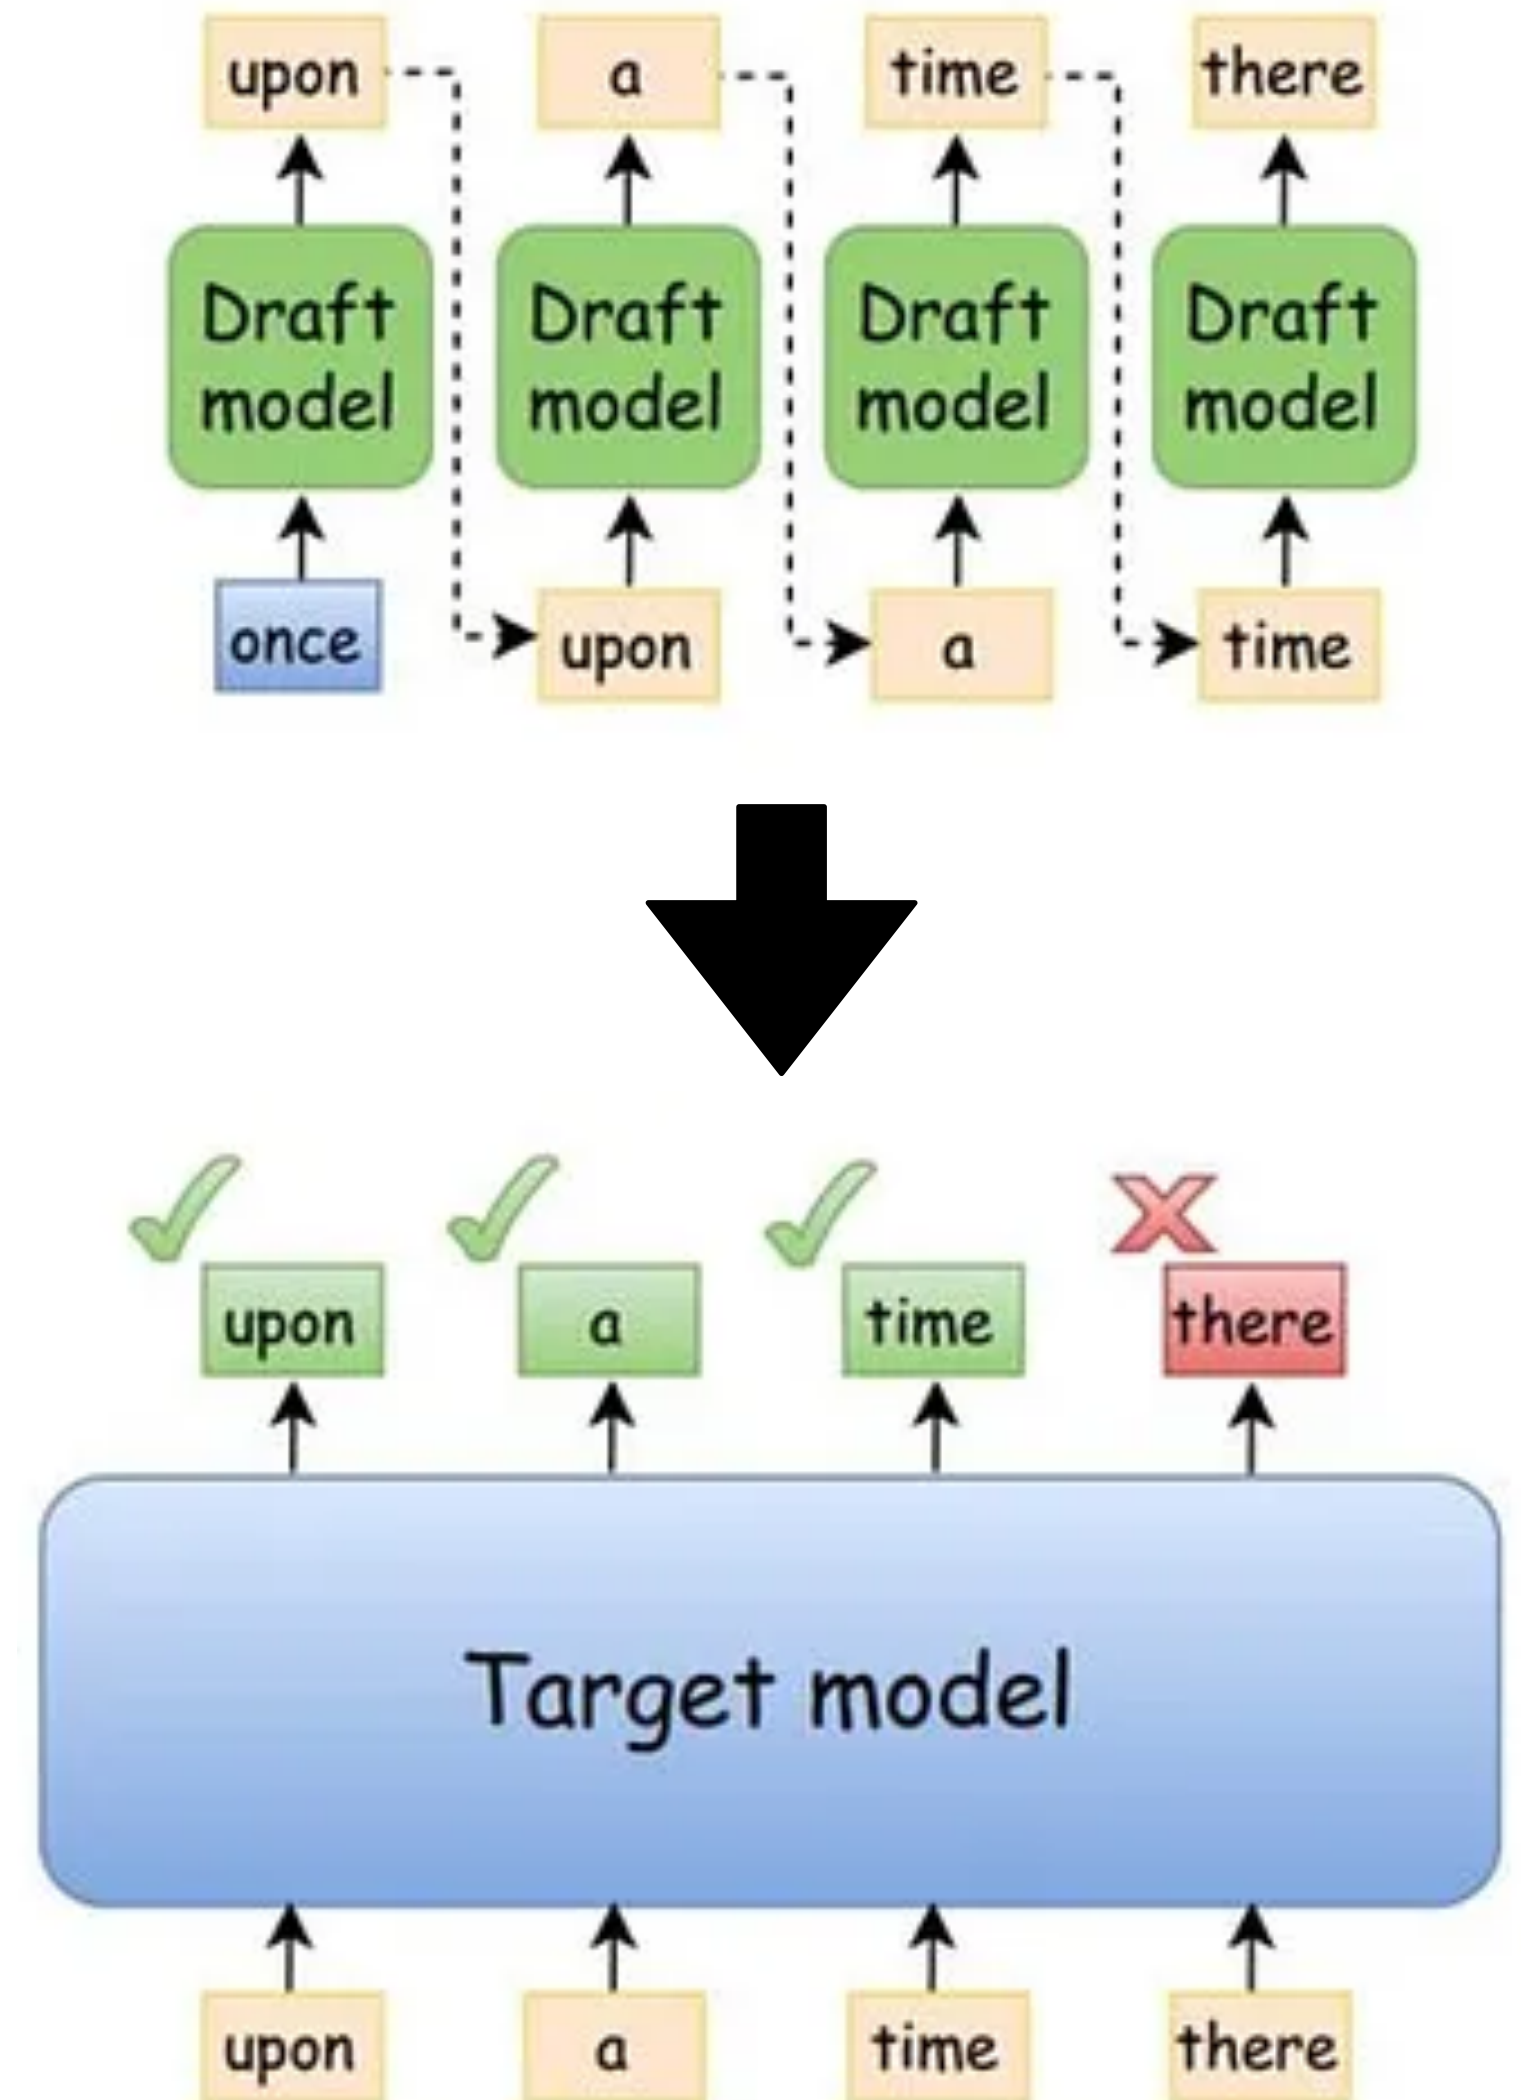 upon
a
time
there
Draft
model
Draft
model
Draft
model
Draft
model
once
upon
a
time
upon
a
time
there
Target model
upon
a
time
there